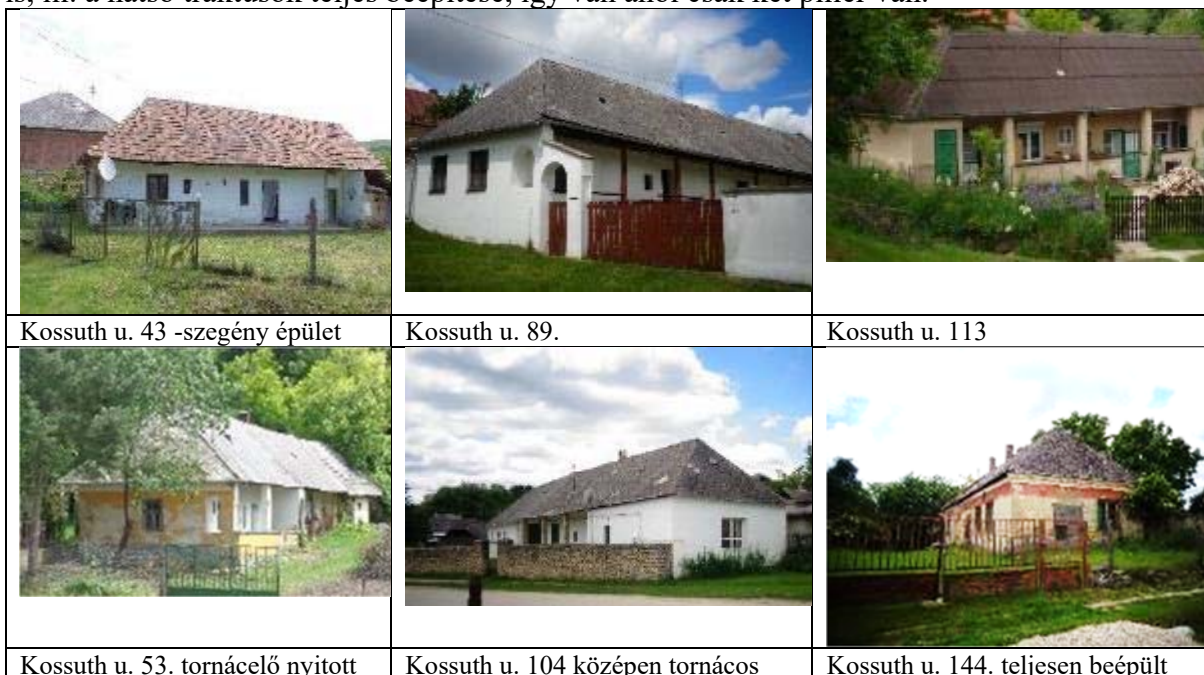 is, ill. a hátsó traktusok teljes beépítése, így van ahol csak két pillér van.
Kossuth u. 43 -szegény épület
Kossuth u. 89.
Kossuth u. 113
Kossuth u. 53. tornácelő nyitott
Kossuth u. 104 középen tornácos
Kossuth u. 144. teljesen beépült